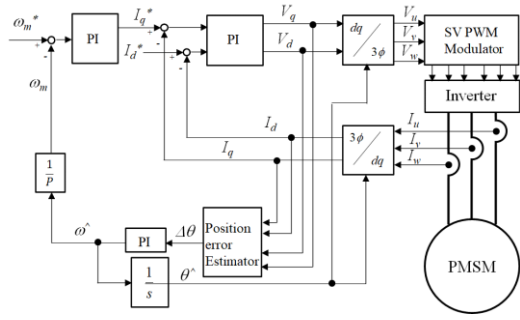 ωm*
+
-
PI
Iq*
+
-
Id*
+
-
PI
Vq
Vd
dq
3ϕ
Vu
Vv
Vw
SV PWM
Modulator
Inverter
ωm
Id
Iq
3ϕ
dq
Iu
Iv
Iw
1
P
ω^
PI
Δθ
Position
error
Estimator
1
s
θ^
PMSM